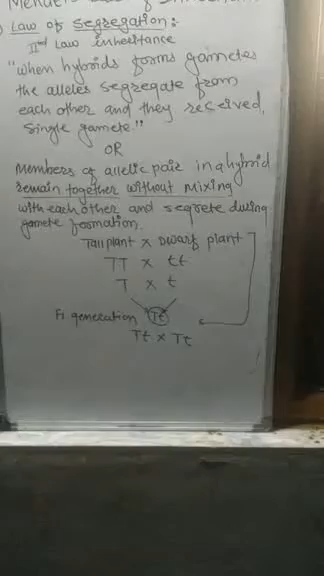 Law of Segregation:
IInd Law inheritance
"When hybrids forms gametes
the alleles segregate from
each other and they received,
single gamete."
OR
Members of allelic pair in a hybrid
remain together without mixing
with each other and segrete during
gamete formation.
Tall plant x Dwarf plant
TT x tt
T x t
F1 generation Tt
Tt x Tt